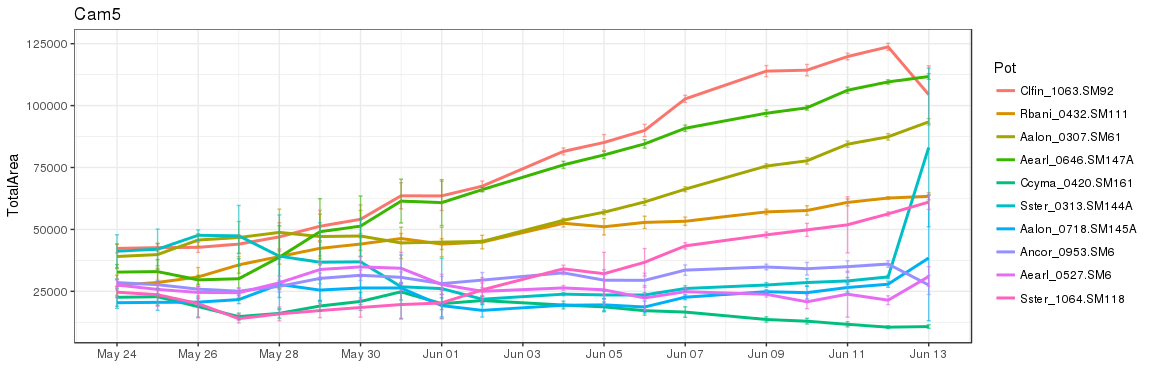 Cam5
TotalArea
125000
100000
75000
50000
25000
May 24
May 26
May 28
May 30
Jun 01
Jun 03
Jun 05
Jun 07
Jun 09
Jun 11
Jun 13
Pot
Clfin_1063.SM92
Rbani_0432.SM111
Aalon_0307.SM61
Aearl_0646.SM147A
Ccyma_0420.SM161
Sster_0313.SM144A
Aalon_0718.SM145A
Ancor_0953.SM6
Aearl_0527.SM6
Sster_1064.SM118